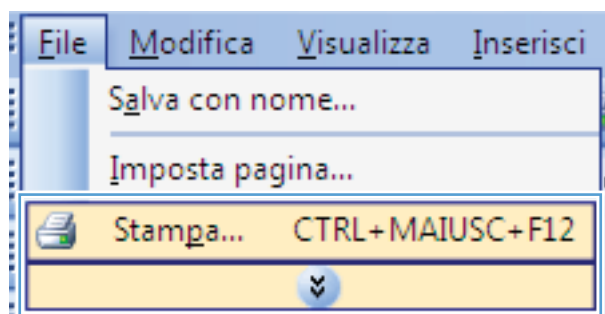 File Modifica Visualizza Inserisci
Salva con nome...
Imposta pagina...
Stampa... CTRL+MAIUSC+F12